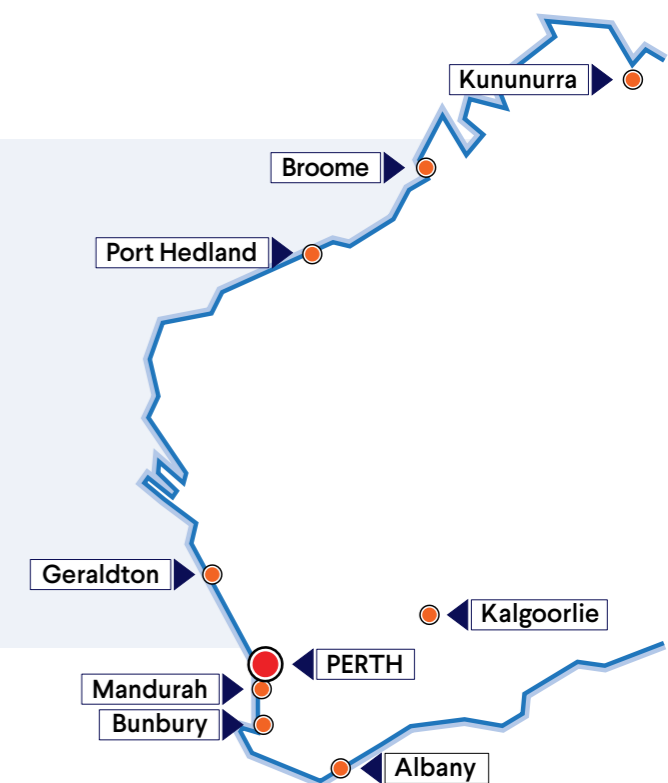 Kununurra
Broome
Port Hedland
Geraldton
Kalgoorlie
PERTH
Mandurah
Bunbury
Albany